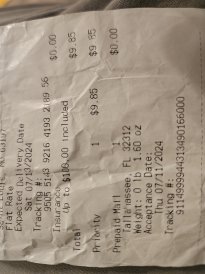 Flat Rate
Expected Delivery Date
Sat 07/13/2024
Tracking #:
9505 5143 9216 4193 2189 56
Insurance $0.00
Up to $100.00 included
Total $9.85
Priority 1 $9.85 $9.85
Prepaid Mail $0.00
Tallahassee, FL 32312
Weight: 0 lb 1.60 oz
Acceptance Date:
Thu 07/11/2024
Tracking #:
9114999944313490166000